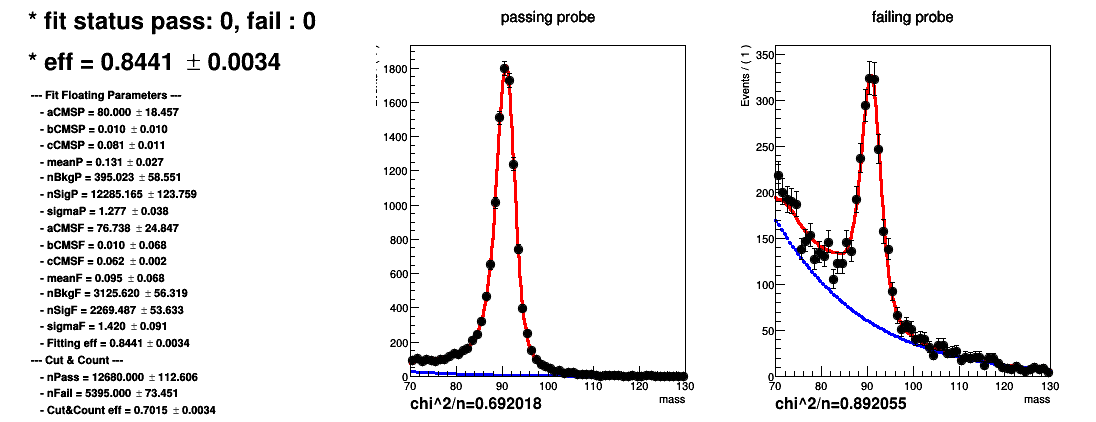 * fit status pass: 0, fail : 0
* eff = 0.8441 ± 0.0034
--- Fit Floating Parameters ---
- aCMSP = 80.000 ± 18.457
- bCMSP = 0.010 ± 0.010
- cCMSP = 0.081 ± 0.011
- meanP = 0.131 ± 0.027
- nBkgP = 395.023 ± 58.551
- nSigP = 12285.165 ± 123.759
- sigmaP = 1.277 ± 0.038
- aCMSF = 76.738 ± 24.847
- bCMSF = 0.010 ± 0.068
- cCMSF = 0.062 ± 0.002
- meanF = 0.095 ± 0.068
- nBkgF = 3125.620 ± 56.319
- nSigF = 2269.487 ± 53.633
- sigmaF = 1.420 ± 0.091
- Fitting eff = 0.8441 ± 0.0034
--- Cut & Count ---
- nPass = 12680.000 ± 112.606
- nFail = 5395.000 ± 73.451
- Cut&Count eff = 0.7015 ± 0.0034
passing probe
1800
1600
1400
1200
1000
800
600
400
200
0
70 80 90 100 110 120 130
mass
chi^2/n=0.692018
failing probe
Events / ( 1 )
350
300
250
200
150
100
50
0
70 80 90 100 110 120 130
mass
chi^2/n=0.892055